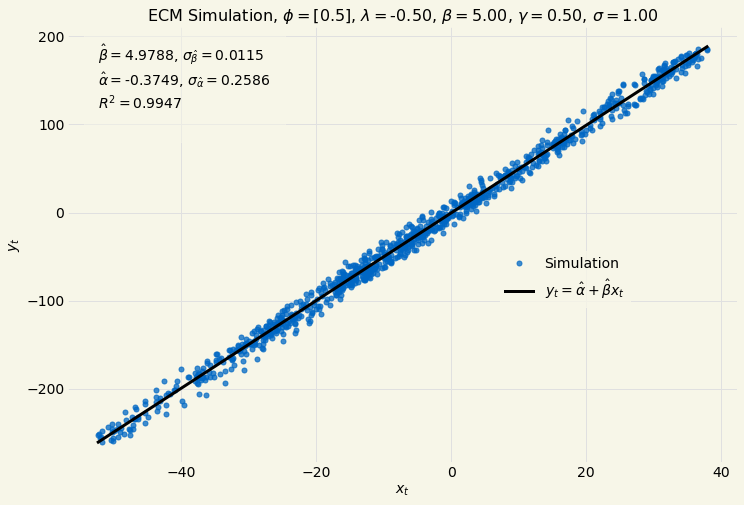 ECM Simulation, ϕ = [0.5], λ = -0.50, β = 5.00, γ = 0.50, σ = 1.00
β̂ = 4.9788, σ_β̂ = 0.0115
α̂ = -0.3749, σ_α̂ = 0.2586
R² = 0.9947
200
100
0
−100
−200
y_t
Simulation
y_t = α̂ + β̂x_t
−40
−20
0
20
40
x_t